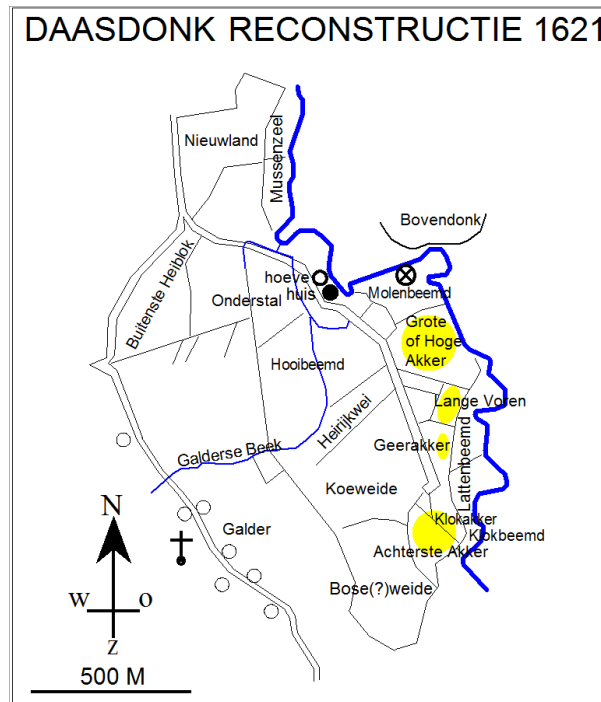 DAASDONK RECONSTRUCTIE 1621
Nieuwland
Mussenzeel
Bovendonk
Buitenste Heiblok
hoeve
huis
Onderstal
Molenbeemd
Grote
of Hoge
Akker
Hooibeemd
Lange Voren
Heirijkwei
Geerakker
Galderse Beek
Lattenbeemd
Koeweide
Klokakker
Klokbeemd
Galder
Achterste Akker
Bose(?)weide
N
W
O
Z
500 M